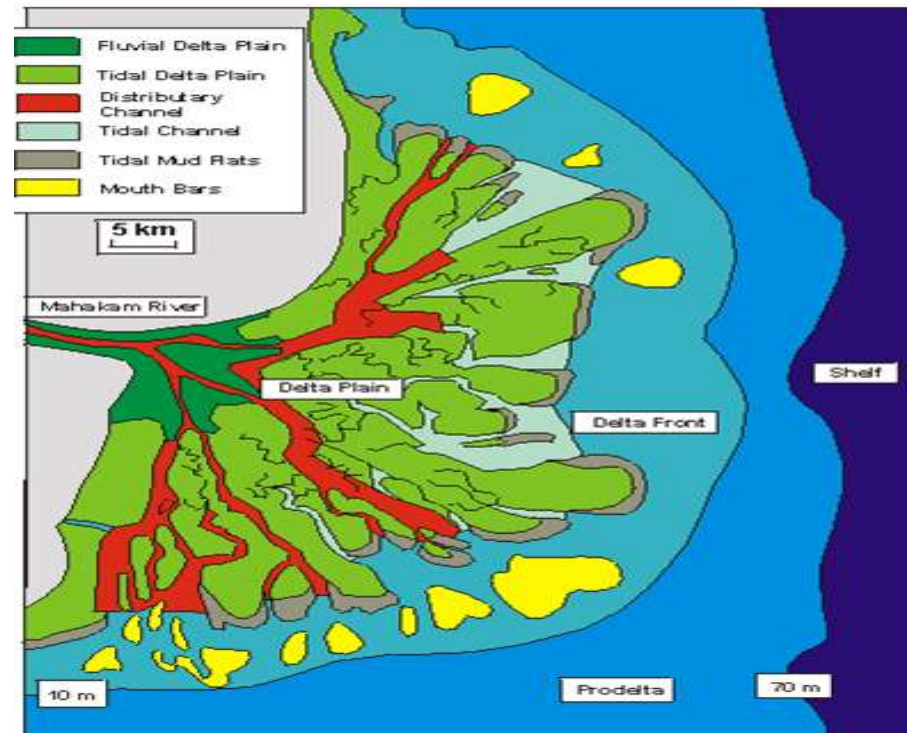 Fluvial Delta Plain
Tidal Delta Plain
Distributary
Channel
Tidal Channel
Tidal Mud Flats
Mouth Bars
5 km
Mahakam River
Delta Plain
Shelf
Delta Front
10 m
Prodelta
70 m